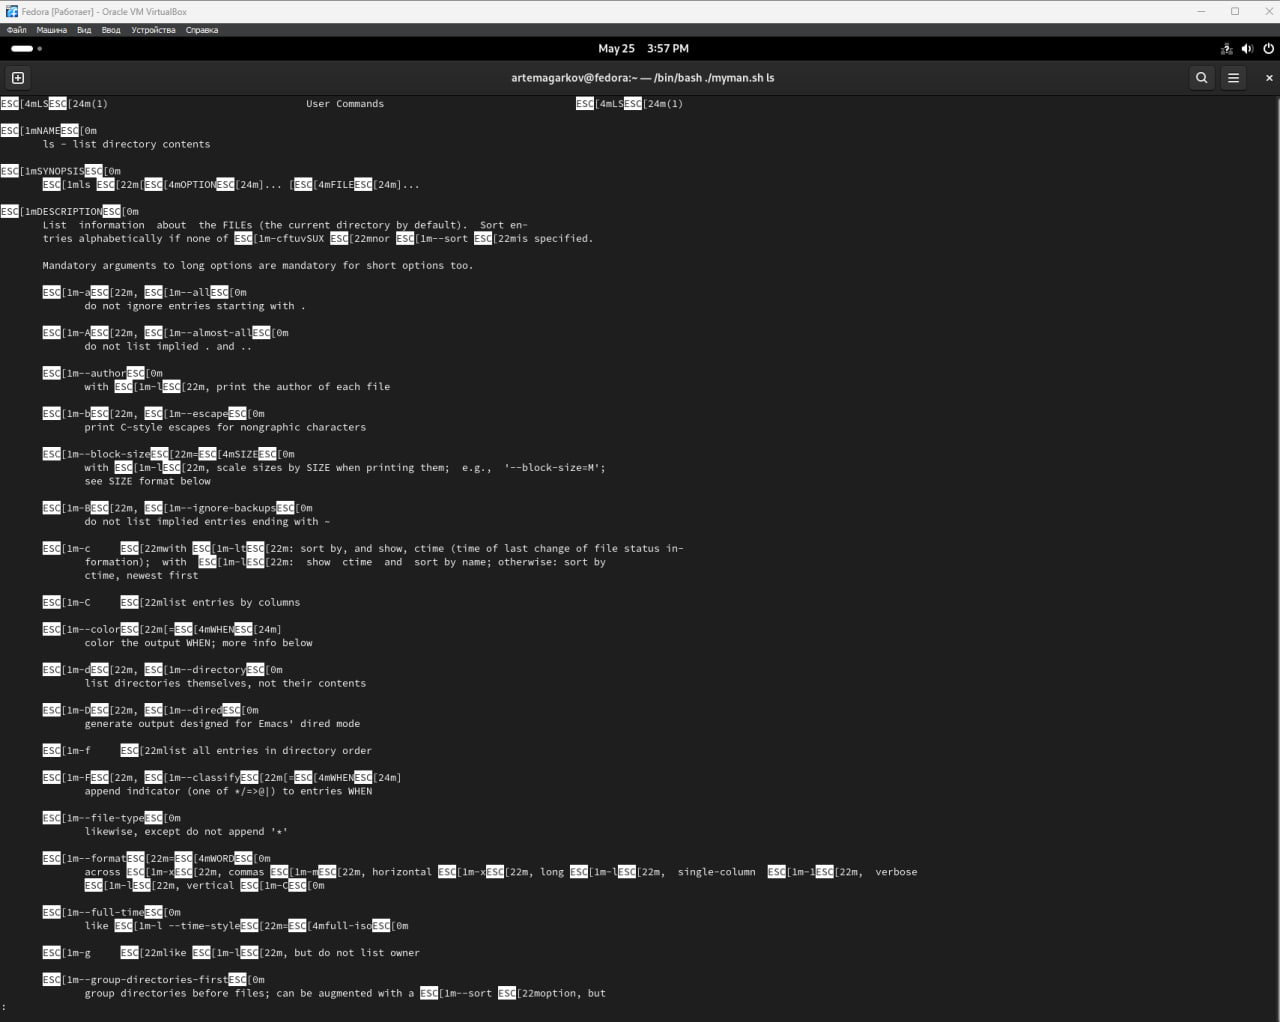 Fedora [Работает] - Oracle VM VirtualBox
Файл Машина Вид Ввод Устройства Справка
May 25 3:57 PM
artemagarkov@fedora:~ — /bin/bash ./myman.sh ls
ESC[4mLSESC[24m(1) User Commands ESC[4mLSESC[24m(1)
ESC[1mNAMEESC[0m
ls - list directory contents
ESC[1mSYNOPSISESC[0m
ESC[1mls ESC[22m[ESC[4mOPTIONESC[24m]... [ESC[4mFILEESC[24m]...
ESC[1mDESCRIPTIONESC[0m
List information about the FILEs (the current directory by default). Sort en-
tries alphabetically if none of ESC[1m-cftuvSUX ESC[22mnor ESC[1m--sort ESC[22mis specified.
Mandatory arguments to long options are mandatory for short options too.
ESC[1m-aESC[22m, ESC[1m--allESC[0m
do not ignore entries starting with .
ESC[1m-AESC[22m, ESC[1m--almost-allESC[0m
do not list implied . and ..
ESC[1m--authorESC[0m
with ESC[1m-lESC[22m, print the author of each file
ESC[1m-bESC[22m, ESC[1m--escapeESC[0m
print C-style escapes for nongraphic characters
ESC[1m--block-sizeESC[22m=ESC[4mSIZEESC[0m
with ESC[1m-lESC[22m, scale sizes by SIZE when printing them; e.g., '--block-size=M';
see SIZE format below
ESC[1m-BESC[22m, ESC[1m--ignore-backupsESC[0m
do not list implied entries ending with ~
ESC[1m-c ESC[22mwith ESC[1m-ltESC[22m: sort by, and show, ctime (time of last change of file status in-
formation); with ESC[1m-lESC[22m: show ctime and sort by name; otherwise: sort by
ctime, newest first
ESC[1m-C ESC[22mlist entries by columns
ESC[1m--colorESC[22m[=ESC[4mWHENESC[24m]
color the output WHEN; more info below
ESC[1m-dESC[22m, ESC[1m--directoryESC[0m
list directories themselves, not their contents
ESC[1m-DESC[22m, ESC[1m--diredESC[0m
generate output designed for Emacs' dired mode
ESC[1m-f ESC[22mlist all entries in directory order
ESC[1m-FESC[22m, ESC[1m--classifyESC[22m[=ESC[4mWHENESC[24m]
append indicator (one of */=>@|) to entries WHEN
ESC[1m--file-typeESC[0m
likewise, except do not append '*'
ESC[1m--formatESC[22m=ESC[4mWORDESC[0m
across ESC[1m-xESC[22m, commas ESC[1m-mESC[22m, horizontal ESC[1m-xESC[22m, long ESC[1m-lESC[22m, single-column ESC[1m-1ESC[22m, verbose
ESC[1m-lESC[22m, vertical ESC[1m-CESC[0m
ESC[1m--full-timeESC[0m
like ESC[1m-l --time-styleESC[22m=ESC[4mfull-isoESC[0m
ESC[1m-g ESC[22mlike ESC[1m-lESC[22m, but do not list owner
ESC[1m--group-directories-firstESC[0m
group directories before files; can be augmented with a ESC[1m--sort ESC[22moption, but
: